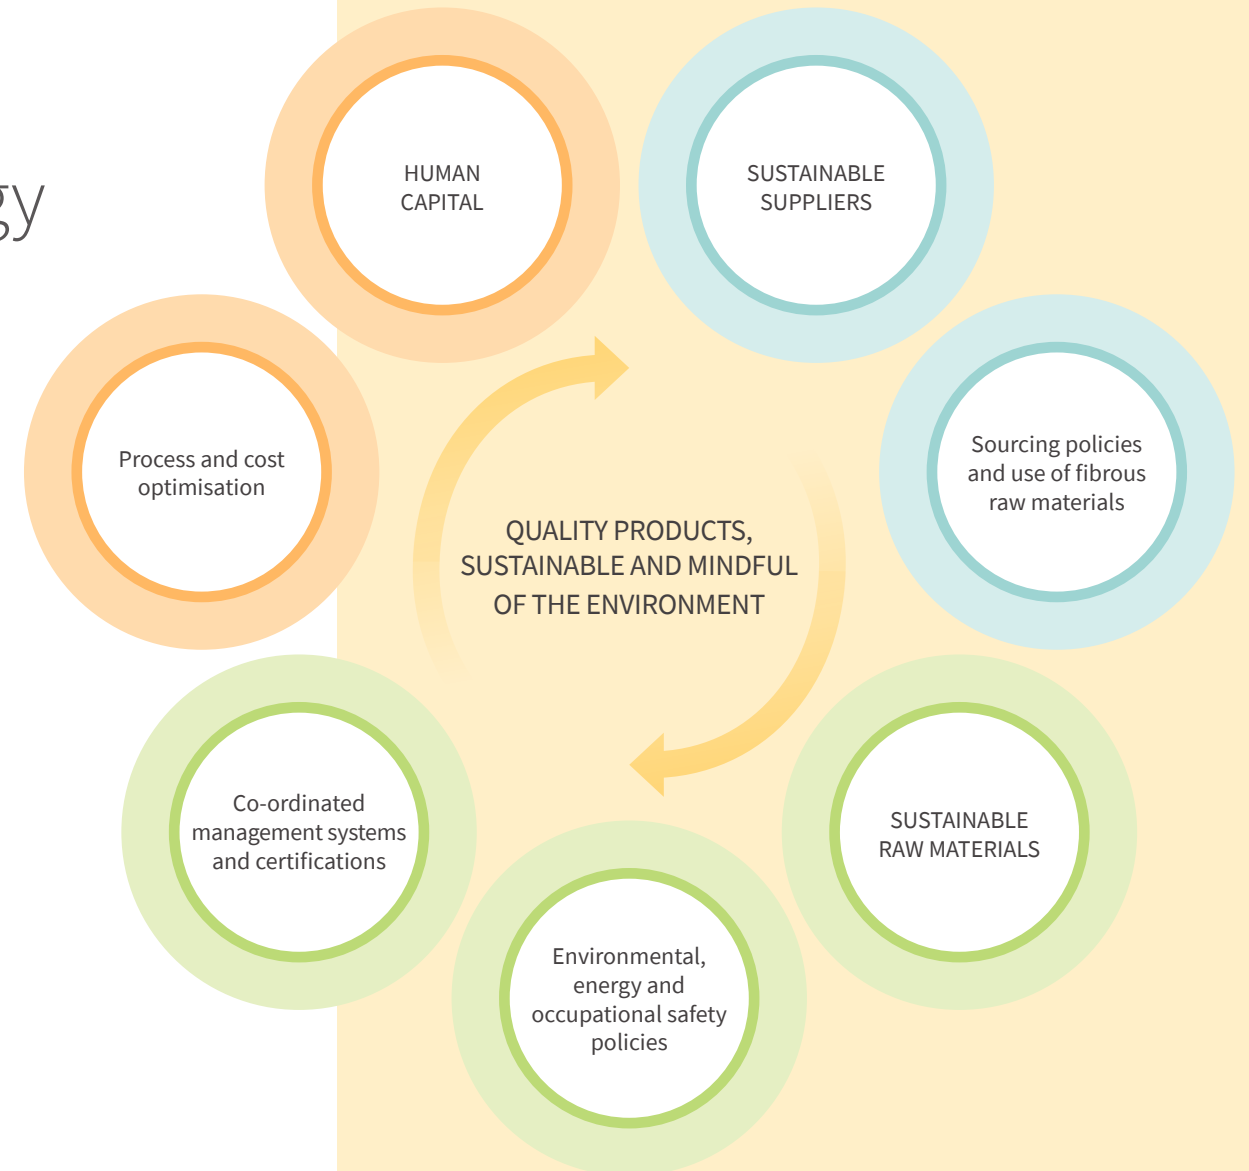 gy
HUMAN
CAPITAL
SUSTAINABLE
SUPPLIERS
Process and cost
optimisation
Sourcing policies
and use of fibrous
raw materials
QUALITY PRODUCTS,
SUSTAINABLE AND MINDFUL
OF THE ENVIRONMENT
Co-ordinated
management systems
and certifications
SUSTAINABLE
RAW MATERIALS
Environmental,
energy and
occupational safety
policies